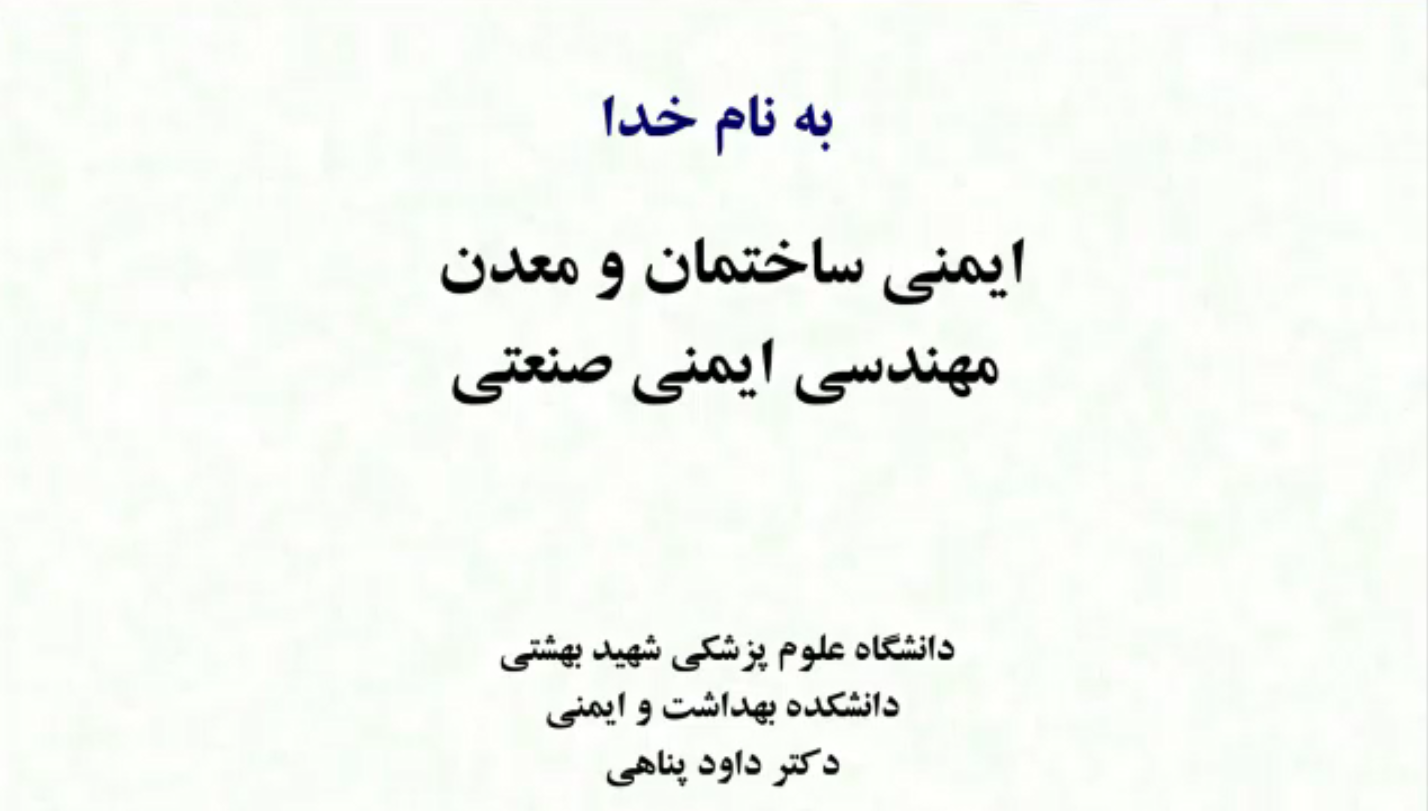 به نام خدا
ایمنی ساختمان و معدن
مهندسی ایمنی صنعتی
دانشگاه علوم پزشکی شهید بهشتی
دانشکده بهداشت و ایمنی
دکتر داود پناهی